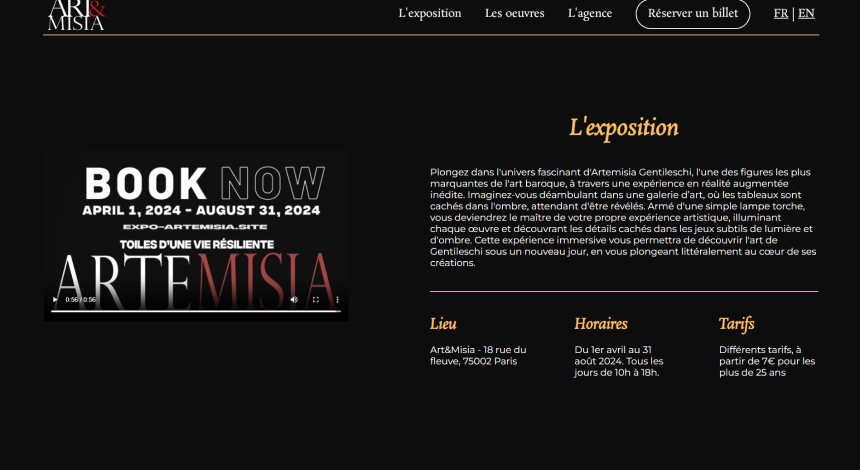 ART&
MISIA
L'exposition
Les oeuvres
L'agence
Réserver un billet
FR | EN
BOOK NOW
APRIL 1, 2024 - AUGUST 31, 2024
EXPO-ARTEMISIA.SITE
TOILES D'UNE VIE RÉSILIENTE
ARTEMISIA
0:56 / 0:56
L'exposition
Plongez dans l'univers fascinant d'Artemisia Gentileschi, l'une des figures les plus
marquantes de l'art baroque, à travers une expérience en réalité augmentée
inédite. Imaginez-vous déambulant dans une galerie d'art, où les tableaux sont
cachés dans l'ombre, attendant d'être révélés. Armé d'une simple lampe torche,
vous deviendrez le maître de votre propre expérience artistique, illuminant
chaque œuvre et découvrant les détails cachés dans les jeux subtils de lumière et
d'ombre. Cette expérience immersive vous permettra de découvrir l'art de
Gentileschi sous un nouveau jour, en vous plongeant littéralement au cœur de ses
créations.
Lieu
Art&Misia - 18 rue du
fleuve, 75002 Paris
Horaires
Du 1er avril au 31
août 2024. Tous les
jours de 10h à 18h.
Tarifs
Différents tarifs, à
partir de 7€ pour les
plus de 25 ans